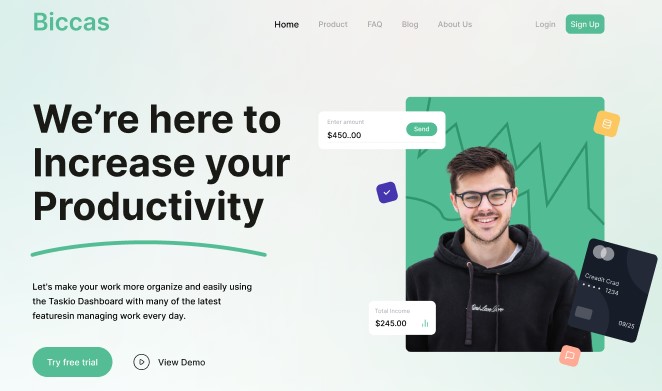 Biccas
Home Product FAQ Blog About Us Login Sign Up
We're here to
Increase your
Productivity
Let's make your work more organize and easily using
the Taskio Dashboard with many of the latest
featuresin managing work every day.
Try free trial
View Demo
Enter amount
$450..00
Send
Total Income
$245.00
Creadit Crad
1234
09/25